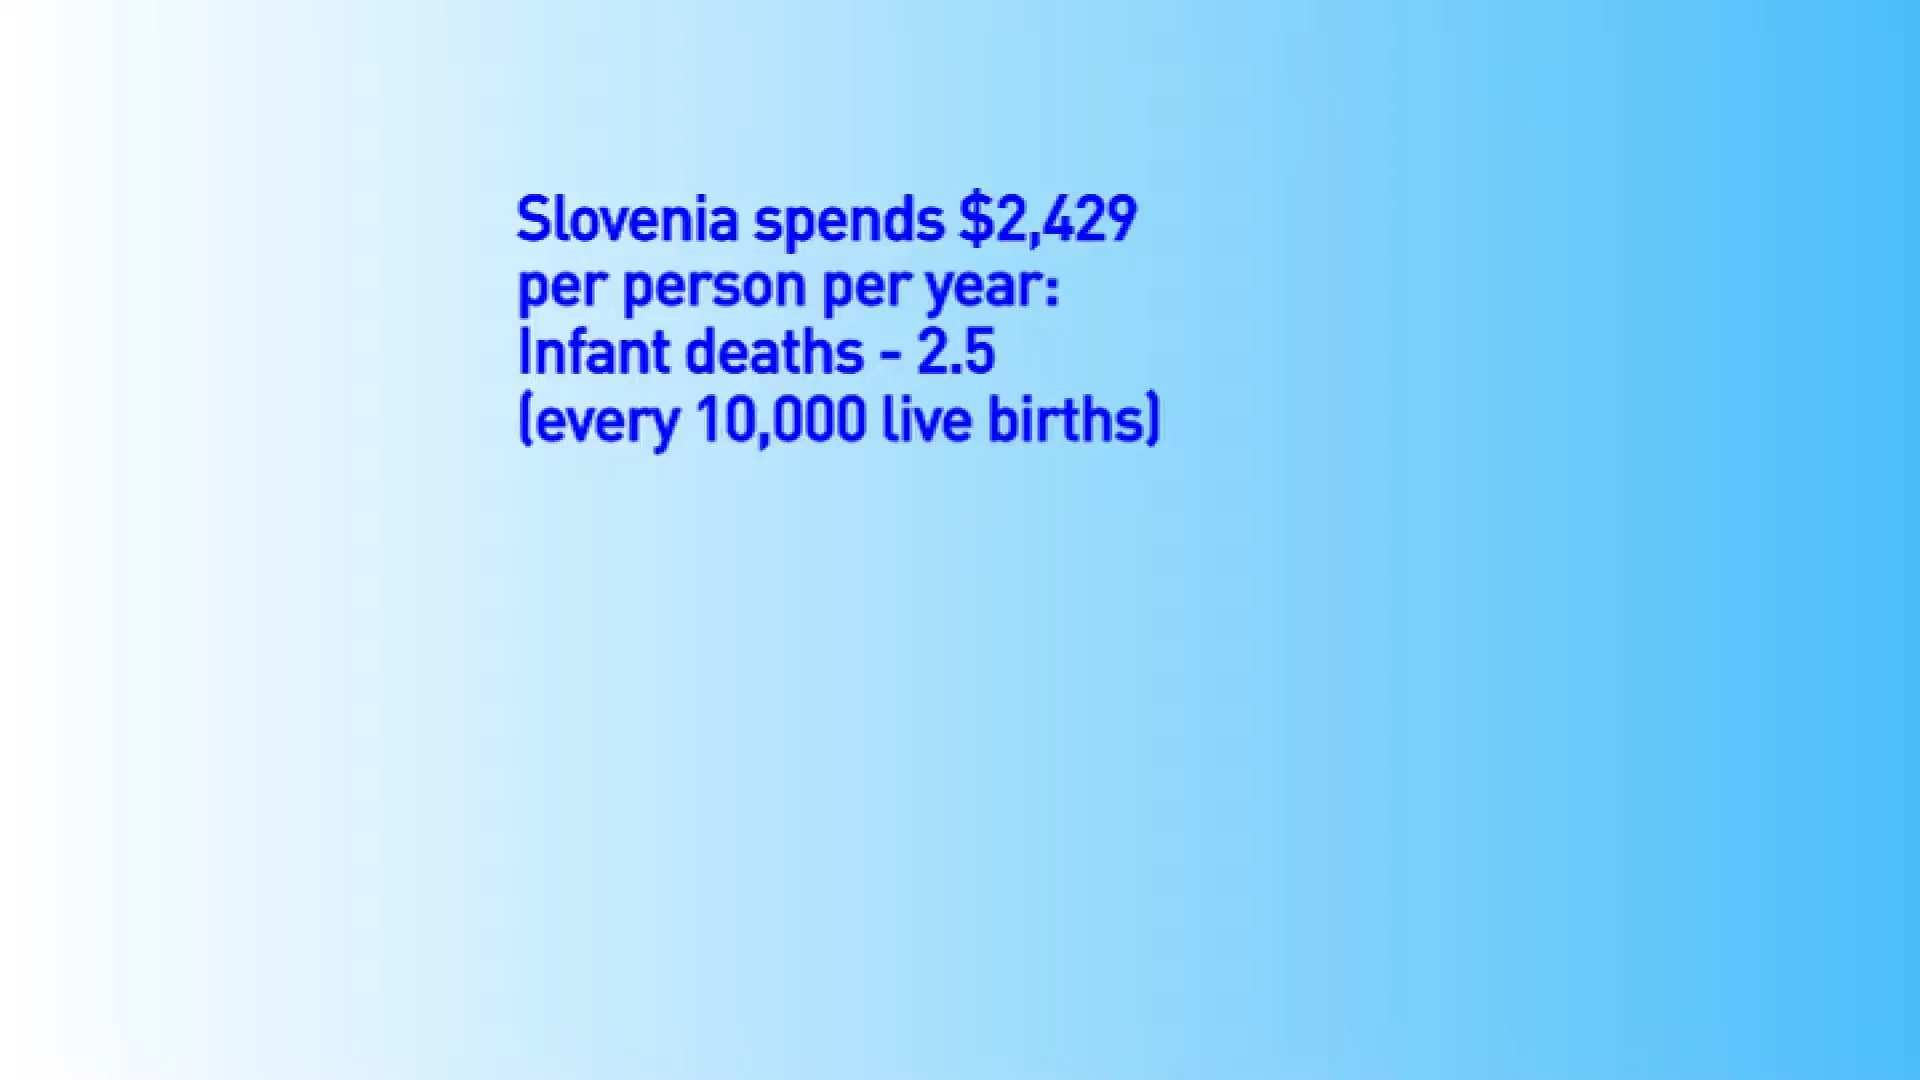 Slovenia spends $2,429
per person per year:
Infant deaths - 2.5
(every 10,000 live births)